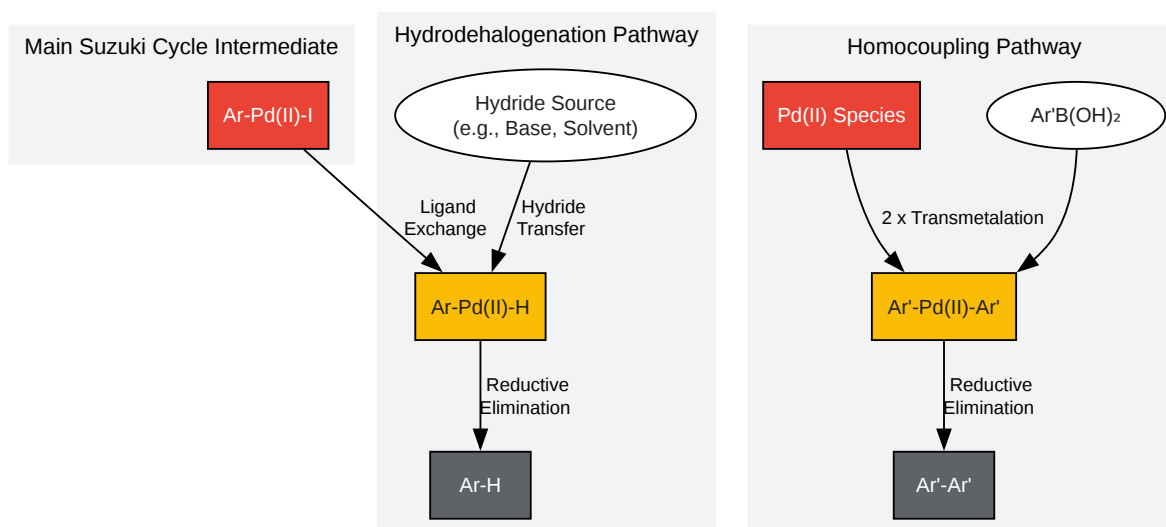 Main Suzuki Cycle Intermediate
Ar-Pd(II)-I
Hydrodehalogenation Pathway
Hydride Source
(e.g., Base, Solvent)
Ligand
Exchange
Hydride
Transfer
Ar-Pd(II)-H
Reductive
Elimination
Ar-H
Homocoupling Pathway
Pd(II) Species
Ar'B(OH)₂
2 x Transmetalation
Ar'-Pd(II)-Ar'
Reductive
Elimination
Ar'-Ar'